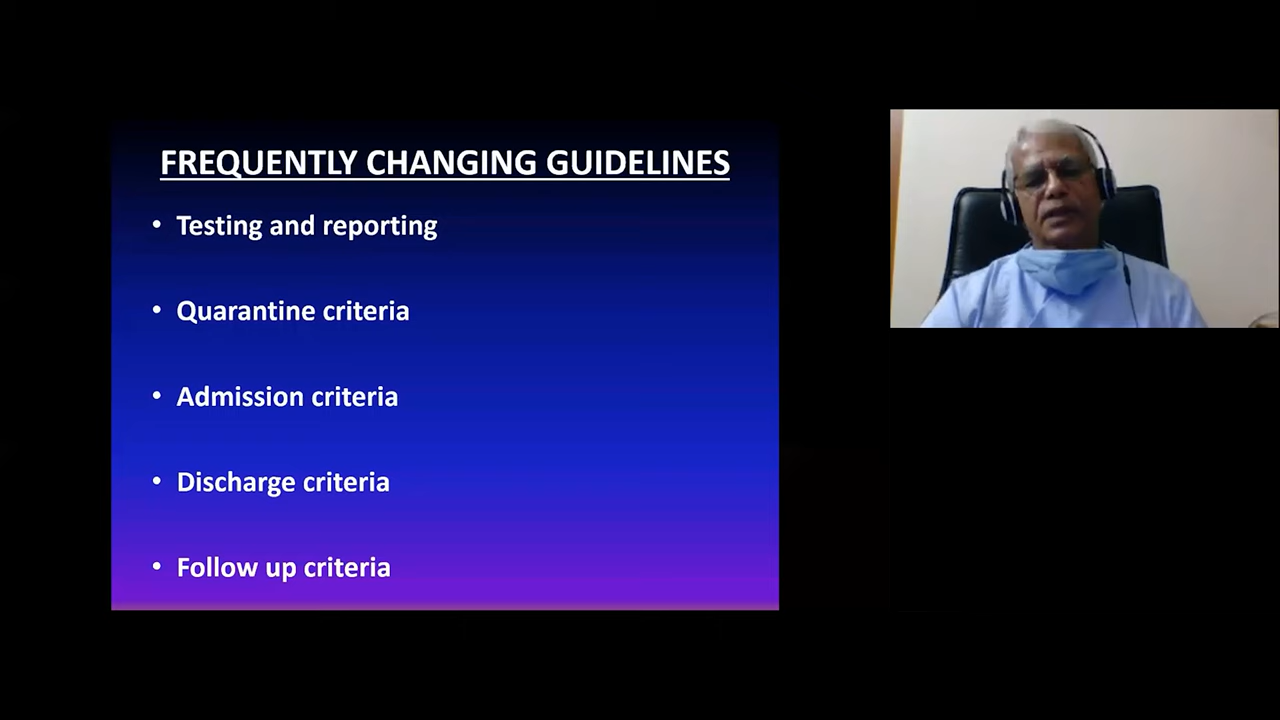 FREQUENTLY CHANGING GUIDELINES
• Testing and reporting
• Quarantine criteria
• Admission criteria
• Discharge criteria
• Follow up criteria